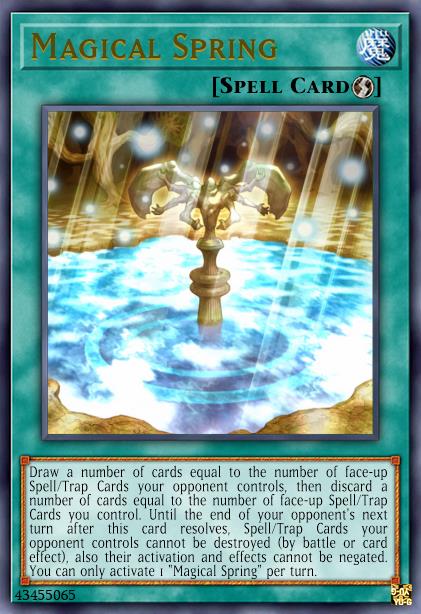 Magical Spring
[Spell Card]
Draw a number of cards equal to the number of face-up
Spell/Trap Cards your opponent controls, then discard a
number of cards equal to the number of face-up Spell/Trap
Cards you control. Until the end of your opponent's next
turn after this card resolves, Spell/Trap Cards your
opponent controls cannot be destroyed (by battle or card
effect), also their activation and effects cannot be negated.
You can only activate 1 "Magical Spring" per turn.
43455065